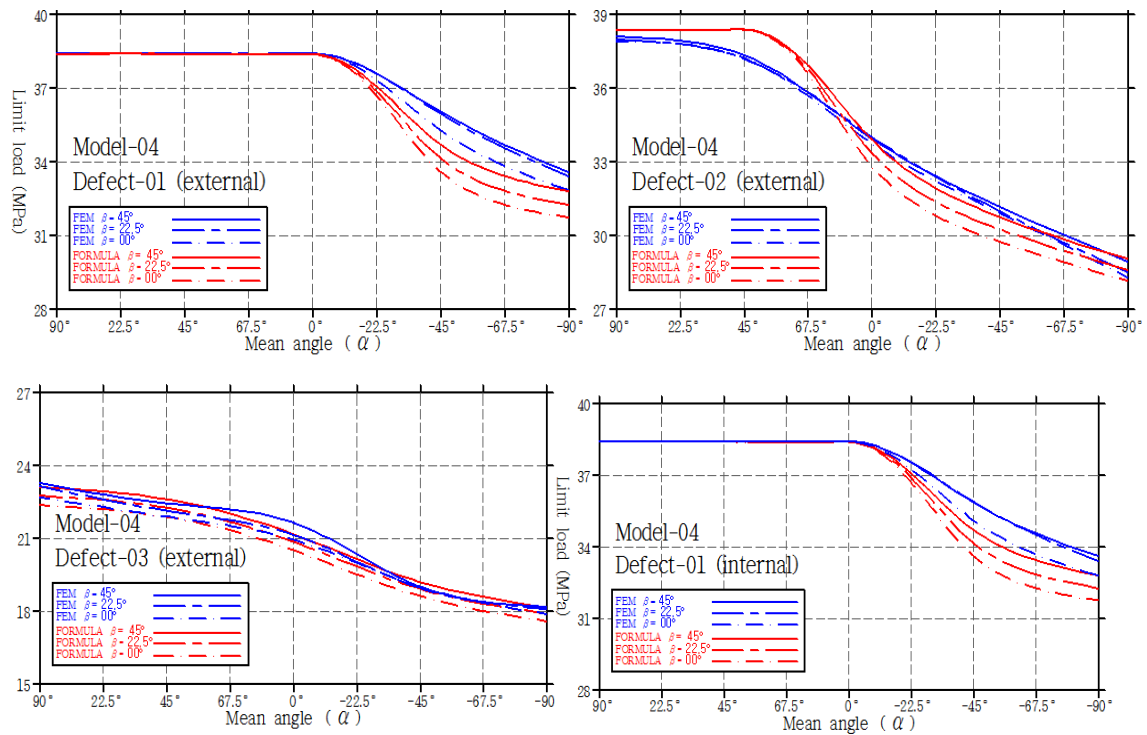 40
37
34
31
28
Limit load (MPa)
Model-04
Defect-01 (external)
FEM β= 45°
FEM β= 22.5°
FEM β= 00°
FORMULA β= 45°
FORMULA β=22.5°
FORMULA β=00°
90° 22.5° 45° 67.5° 0° -22.5° -45° -67.5° -90°
Mean angle ( α )
39
36
33
30
27
Model-04
Defect-02 (external)
FEM β=45°
FEM β=22.5°
FEM β=00°
FORMULA β= 45°
FORMULA β=22.5°
FORMULA β=00°
90° 22.5° 45° 67.5° 0° -22.5° -45° -67.5° -90°
Mean angle ( α )
27
24
21
18
15
Model-04
Defect-03 (external)
FEM β= 45°
FEM β= 22.5°
FEM β= 00°
FORMULA β= 45°
FORMULA β=22.5°
FORMULA β=00°
90° 22.5° 45° 67.5° 0° -22.5° -45° -67.5° -90°
Mean angle ( α )
40
37
34
31
28
Limit load (MPa)
Model-04
Defect-01 (internal)
FEM β=45°
FEM β=22.5°
FEM β=00°
FORMULA β= 45°
FORMULA β=22.5°
FORMULA β=00°
90° 22.5° 45° 67.5° 0° -22.5° -45° -67.5° -90°
Mean angle ( α )